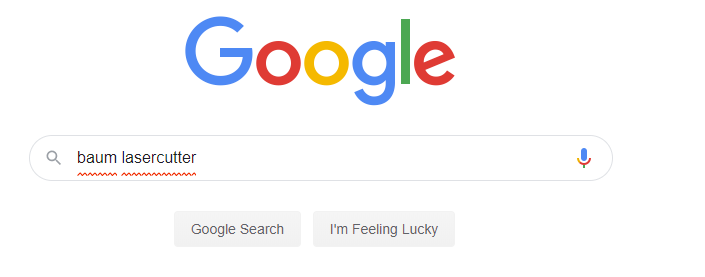 Google
baum lasercutter
Google Search
I'm Feeling Lucky